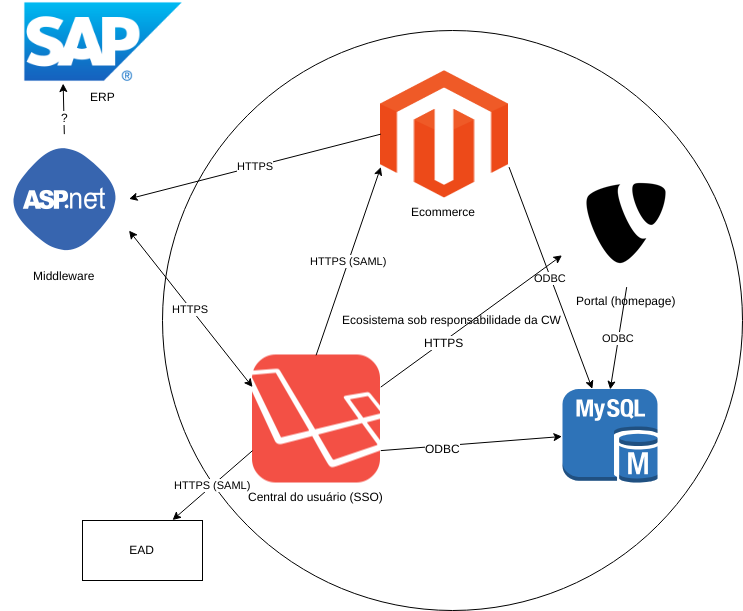 SAP
®
ERP
?
ASP.net
Middleware
HTTPS
Ecommerce
HTTPS (SAML)
ODBC
Portal (homepage)
HTTPS
Ecosistema sob responsabilidade da CW
HTTPS
ODBC
MySQL
M
ODBC
HTTPS (SAML)
Central do usuário (SSO)
EAD